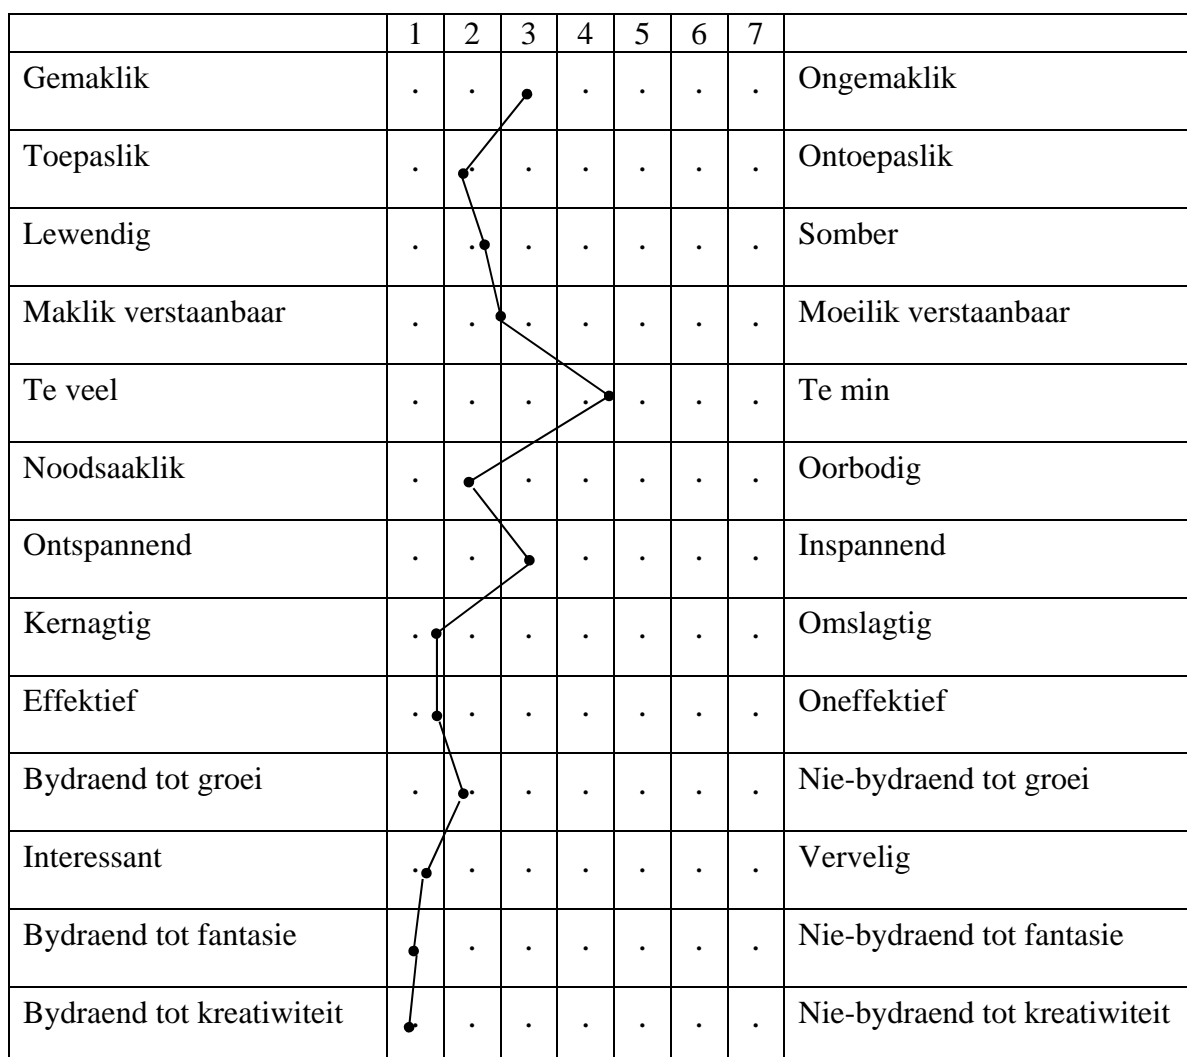 1 2 3 4 5 6 7
Gemaklik . . . . . . Ongemaklik
Toepaslik . . . . . . . Ontoepaslik
Lewendig . . . . . . . Somber
Maklik verstaanbaar . . . . . . . Moeilik verstaanbaar
Te veel . . . . . . . Te min
Noodsaaklik . . . . . . Oorbodig
Ontspannend . . . . . . Inspannend
Kernagtig . . . . . . . Omslagtig
Effektief . . . . . . . Oneffektief
Bydraend tot groei . . . . . . . Nie-bydraend tot groei
Interessant . . . . . . . Vervelig
Bydraend tot fantasie . . . . . . Nie-bydraend tot fantasie
Bydraend tot kreatiwiteit . . . . . . . Nie-bydraend tot kreatiwiteit